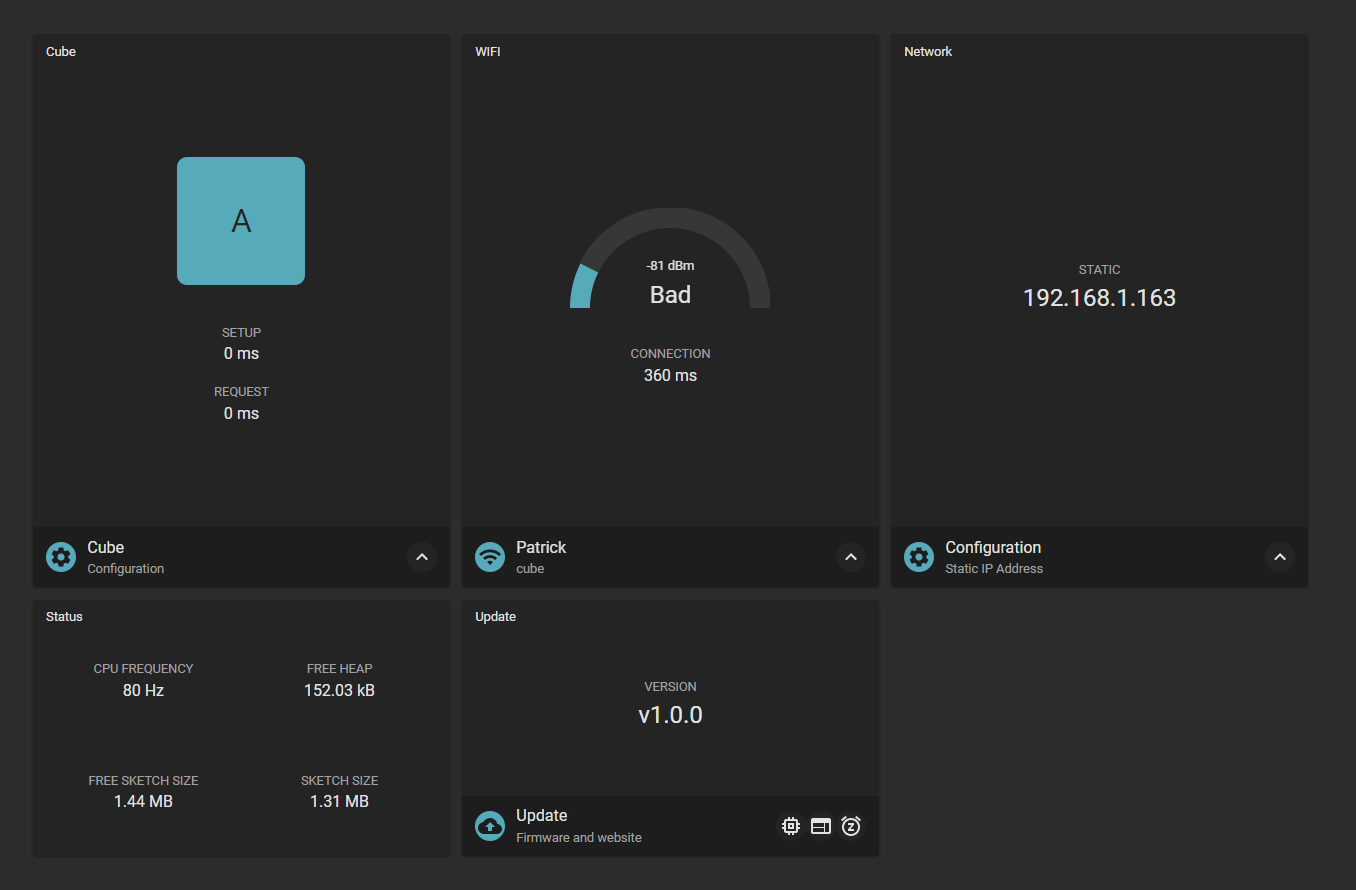 Cube
A
SETUP
0 ms
REQUEST
0 ms
Cube
Configuration
WIFI
-81 dBm
Bad
CONNECTION
360 ms
Patrick
cube
Network
STATIC
192.168.1.163
Configuration
Static IP Address
Status
CPU FREQUENCY
80 Hz
FREE HEAP
152.03 kB
FREE SKETCH SIZE
1.44 MB
SKETCH SIZE
1.31 MB
Update
VERSION
v1.0.0
Update
Firmware and website